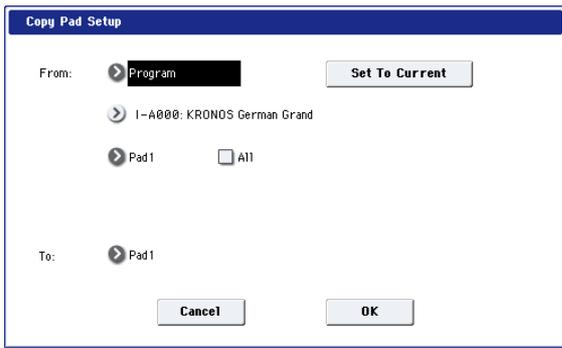 Copy Pad Setup
From: Program Set To Current
I-A000: KRONOS German Grand
Pad1 All
To: Pad1
Cancel OK